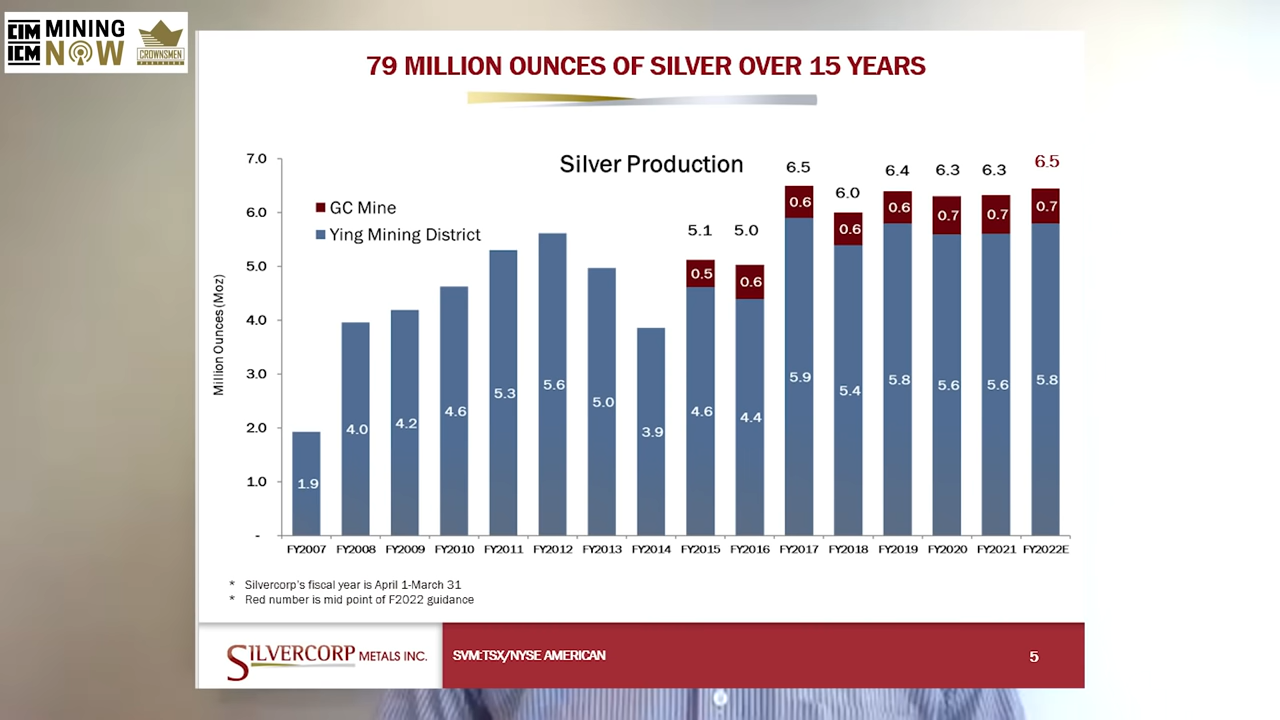 CIM MINING
ICM NOW
CROWNSMEN
PARTNERS
79 MILLION OUNCES OF SILVER OVER 15 YEARS
Silver Production
GC Mine
Ying Mining District
Million Ounces (Moz)
7.0
6.0
5.0
4.0
3.0
2.0
1.0
-
5.1 5.0 6.5 6.0 6.4 6.3 6.3 6.5
0.5 0.6 0.6 0.6 0.6 0.7 0.7 0.7
1.9 4.0 4.2 4.6 5.3 5.6 5.0 3.9 4.6 4.4 5.9 5.4 5.8 5.6 5.6 5.8
FY2007 FY2008 FY2009 FY2010 FY2011 FY2012 FY2013 FY2014 FY2015 FY2016 FY2017 FY2018 FY2019 FY2020 FY2021 FY2022E
* Silvercorp's fiscal year is April 1-March 31
* Red number is mid point of F2022 guidance
SILVERCORP METALS INC.
SVM:TSX/NYSE AMERICAN
5